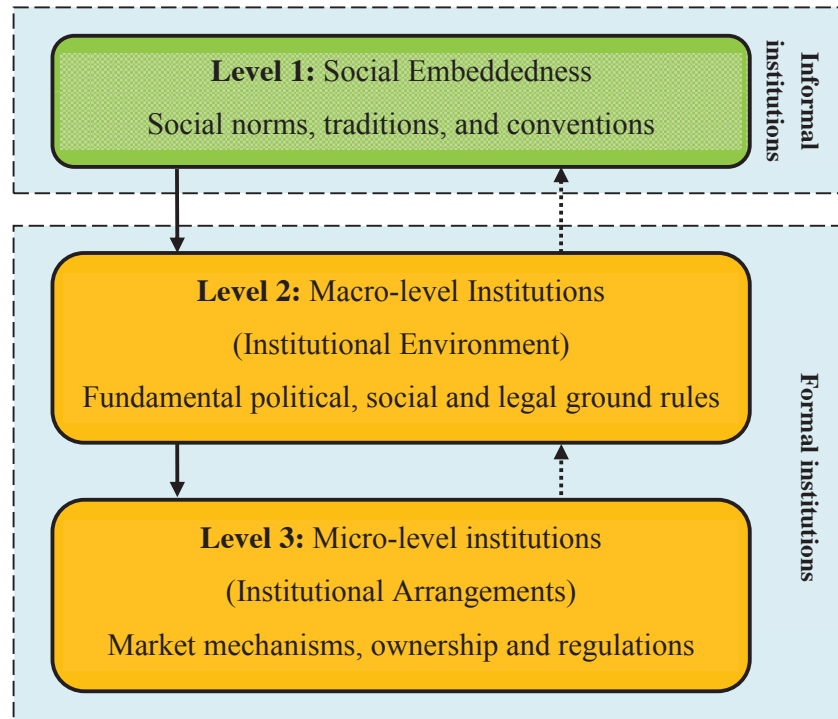 Level 1: Social Embeddedness
Social norms, traditions, and conventions
Informal
institutions
Level 2: Macro-level Institutions
(Institutional Environment)
Fundamental political, social and legal ground rules
Level 3: Micro-level institutions
(Institutional Arrangements)
Market mechanisms, ownership and regulations
Formal institutions